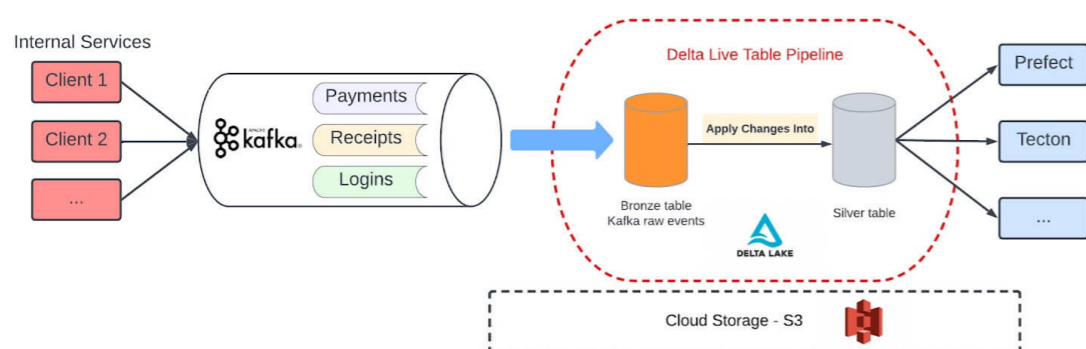 Internal Services
Client 1
Client 2
...
APACHE
kafka
Payments
Receipts
Logins
Delta Live Table Pipeline
Apply Changes Into
Bronze table
Kafka raw events
Silver table
DELTA LAKE
Prefect
Tecton
...
Cloud Storage - S3